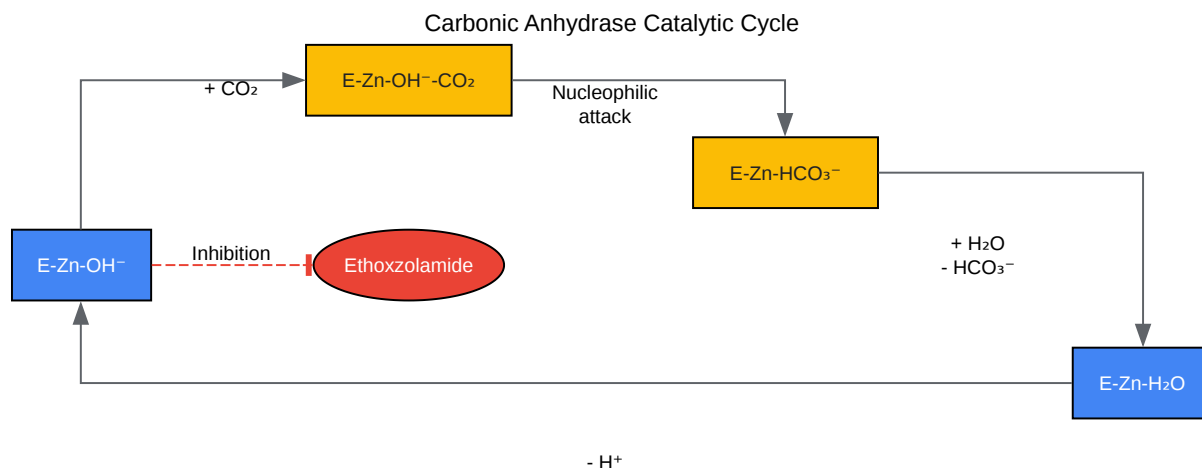 Carbonic Anhydrase Catalytic Cycle
E-Zn-OH⁻-CO₂
+ CO₂
Nucleophilic
attack
E-Zn-HCO₃⁻
Inhibition
E-Zn-OH⁻
Ethoxzolamide
+ H₂O
- HCO₃⁻
E-Zn-H₂O
- H⁺